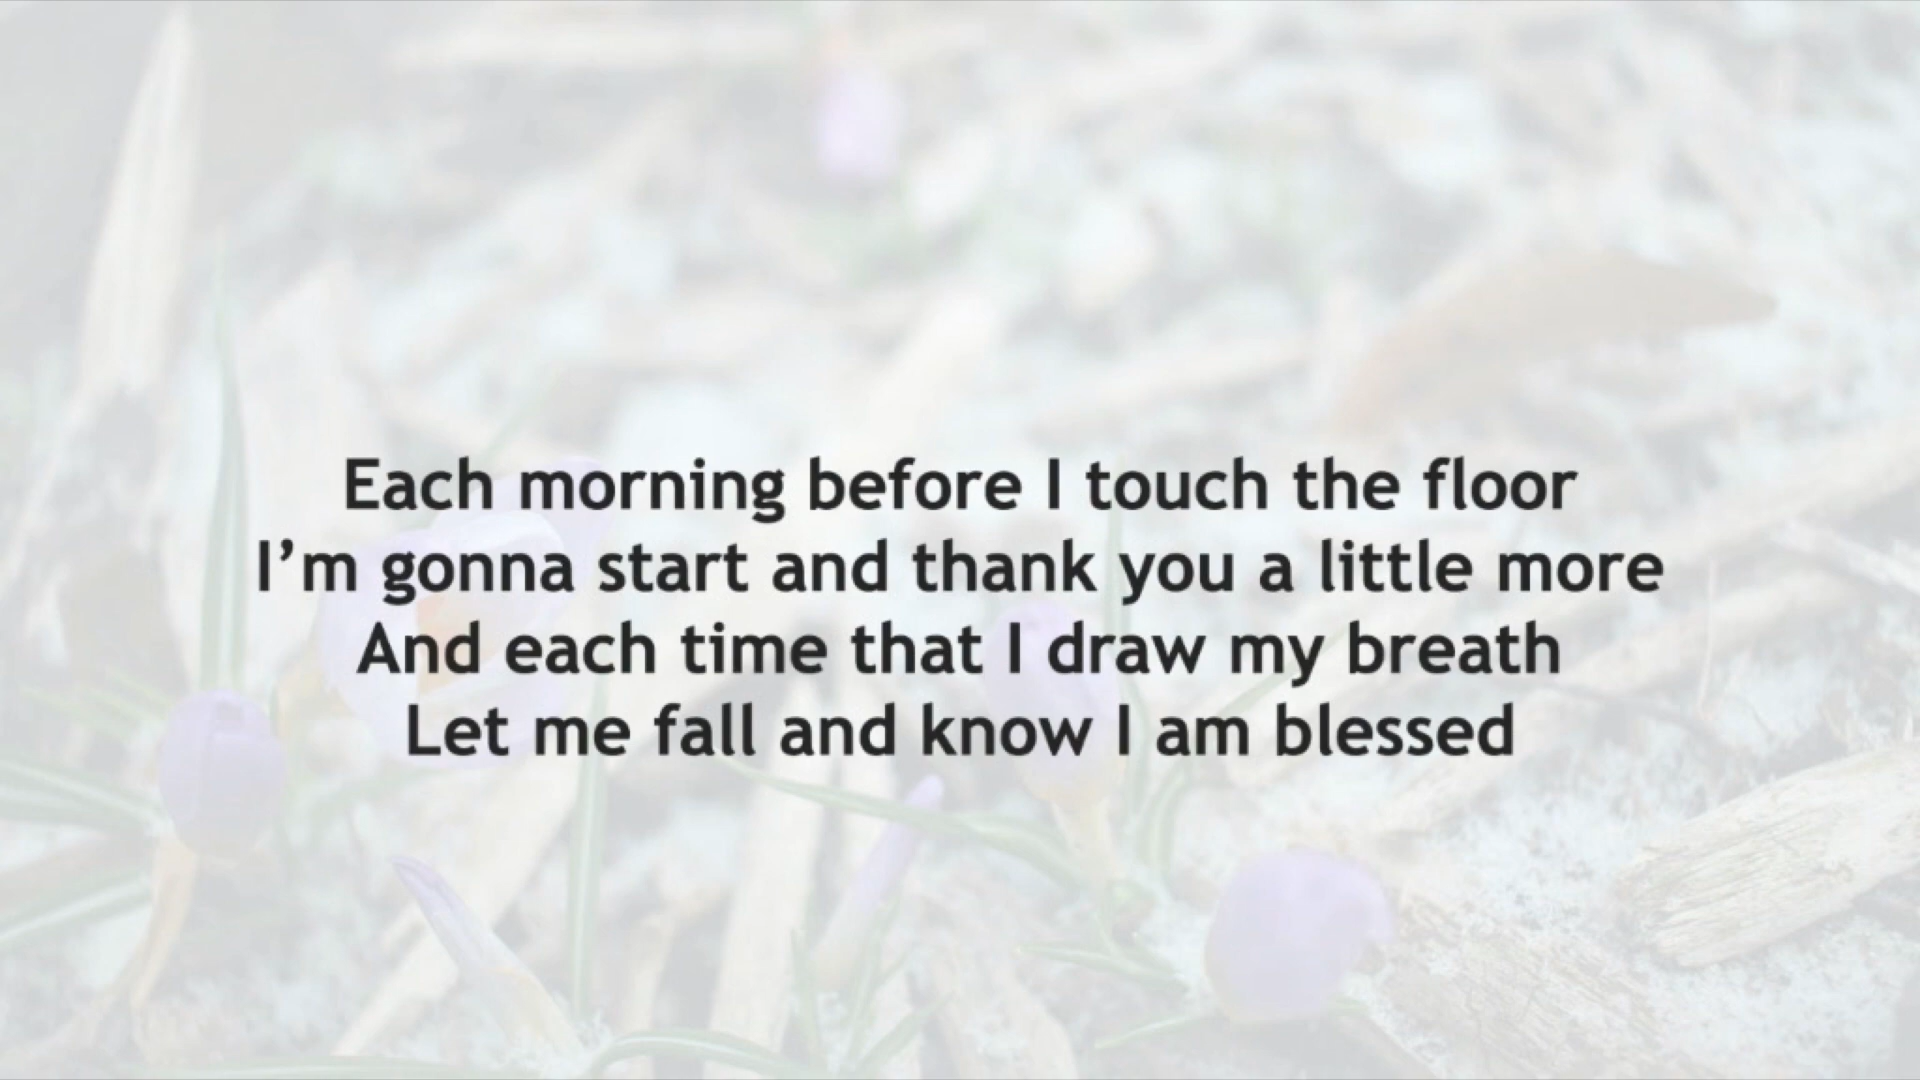 Each morning before I touch the floor
I’m gonna start and thank you a little more
And each time that I draw my breath
Let me fall and know I am blessed